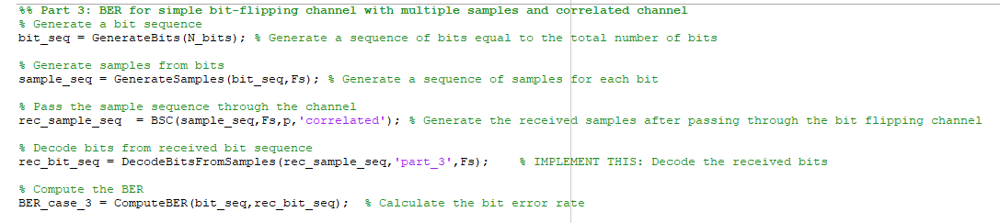 %% Part 3: BER for simple bit-flipping channel with multiple samples and correlated channel
% Generate a bit sequence
bit_seq = GenerateBits(N_bits); % Generate a sequence of bits equal to the total number of bits
% Generate samples from bits
sample_seq = GenerateSamples(bit_seq,Fs); % Generate a sequence of samples for each bit
% Pass the sample sequence through the channel
rec_sample_seq  = BSC(sample_seq,Fs,p,'correlated'); % Generate the received samples after passing through the bit flipping channel
% Decode bits from received bit sequence
rec_bit_seq = DecodeBitsFromSamples(rec_sample_seq,'part_3',Fs);    % IMPLEMENT THIS: Decode the received bits
% Compute the BER
BER_case_3 = ComputeBER(bit_seq,rec_bit_seq);  % Calculate the bit error rate